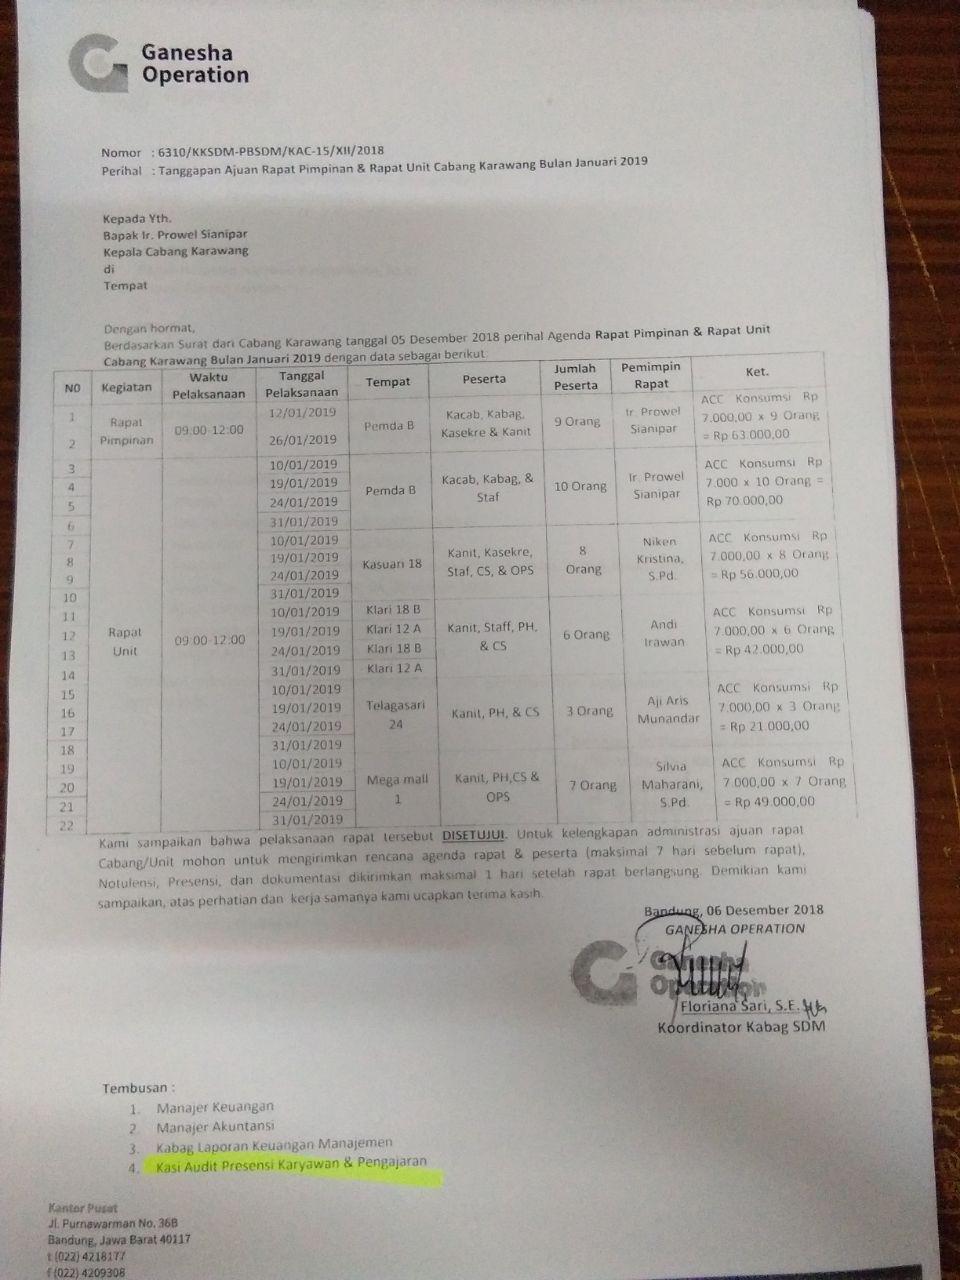 Ganesha
Operation
Nomor : 6310/KKSDM-PBSDM/KAC-15/XII/2018
Perihal : Tanggapan Ajuan Rapat Pimpinan & Rapat Unit Cabang Karawang Bulan Januari 2019
Kepada Yth.
Bapak Ir. Prowel Sianipar
Kepala Cabang Karawang
di
Tempat
Dengan hormat,
Berdasarkan Surat dari Cabang Karawang tanggal 05 Desember 2018 perihal Agenda Rapat Pimpinan & Rapat Unit
Cabang Karawang Bulan Januari 2019 dengan data sebagai berikut
NO Kegiatan Waktu Pelaksanaan Tanggal Pelaksanaan Tempat Peserta Jumlah Peserta Pemimpin Rapat Ket.
1 Rapat Pimpinan 09:00-12:00 12/01/2019 Pemda B Kacab, Kabag, Kasekre & Kanit 9 Orang Ir. Prowel Sianipar ACC Konsumsi Rp 7.000,00 x 9 Orang = Rp 63.000,00
2 26/01/2019
3 Rapat Unit 09:00-12:00 10/01/2019 Pemda B Kacab, Kabag, & Staf 10 Orang Ir. Prowel Sianipar ACC Konsumsi Rp 7.000 x 10 Orang = Rp 70.000,00
4 19/01/2019
5 24/01/2019
6 31/01/2019
7 10/01/2019 Kasuari 18 Kanit, Kasekre, Staf, CS, & OPS 8 Orang Niken Kristina, S.Pd. ACC Konsumsi Rp 7.000,00 x 8 Orang = Rp 56.000,00
8 19/01/2019
9 24/01/2019
10 31/01/2019
11 10/01/2019 Klari 18 B Kanit, Staff, PH, & CS 6 Orang Andi Irawan ACC Konsumsi Rp 7.000,00 x 6 Orang = Rp 42.000,00
12 19/01/2019 Klari 12 A
13 24/01/2019 Klari 18 B
14 31/01/2019 Klari 12 A
15 10/01/2019 Telagasari 24 Kanit, PH, & CS 3 Orang Aji Aris Munandar ACC Konsumsi Rp 7.000,00 x 3 Orang = Rp 21.000,00
16 19/01/2019
17 24/01/2019
18 31/01/2019
19 10/01/2019 Mega mall 1 Kanit, PH,CS & OPS 7 Orang Silvia Maharani, S.Pd. ACC Konsumsi Rp 7.000,00 x 7 Orang = Rp 49.000,00
20 19/01/2019
21 24/01/2019
22 31/01/2019
Kami sampaikan bahwa pelaksanaan rapat tersebut DISETUJUI. Untuk kelengkapan administrasi ajuan rapat
Cabang/Unit mohon untuk mengirimkan rencana agenda rapat & peserta (maksimal 7 hari sebelum rapat),
Notulensi, Presensi, dan dokumentasi dikirimkan maksimal 1 hari setelah rapat berlangsung. Demikian kami
sampaikan, atas perhatian dan kerja samanya kami ucapkan terima kasih.
Bandung, 06 Desember 2018
GANESHA OPERATION
Ganesha
Operation
Floriana Sari, S.E.
Koordinator Kabag SDM
Tembusan :
1. Manajer Keuangan
2. Manajer Akuntansi
3. Kabag Laporan Keuangan Manajemen
4. Kasi Audit Presensi Karyawan & Pengajaran
Kantor Pusat
Jl. Purnawarman No. 36B
Bandung, Jawa Barat 40117
t (022) 4218177
f (022) 4209308